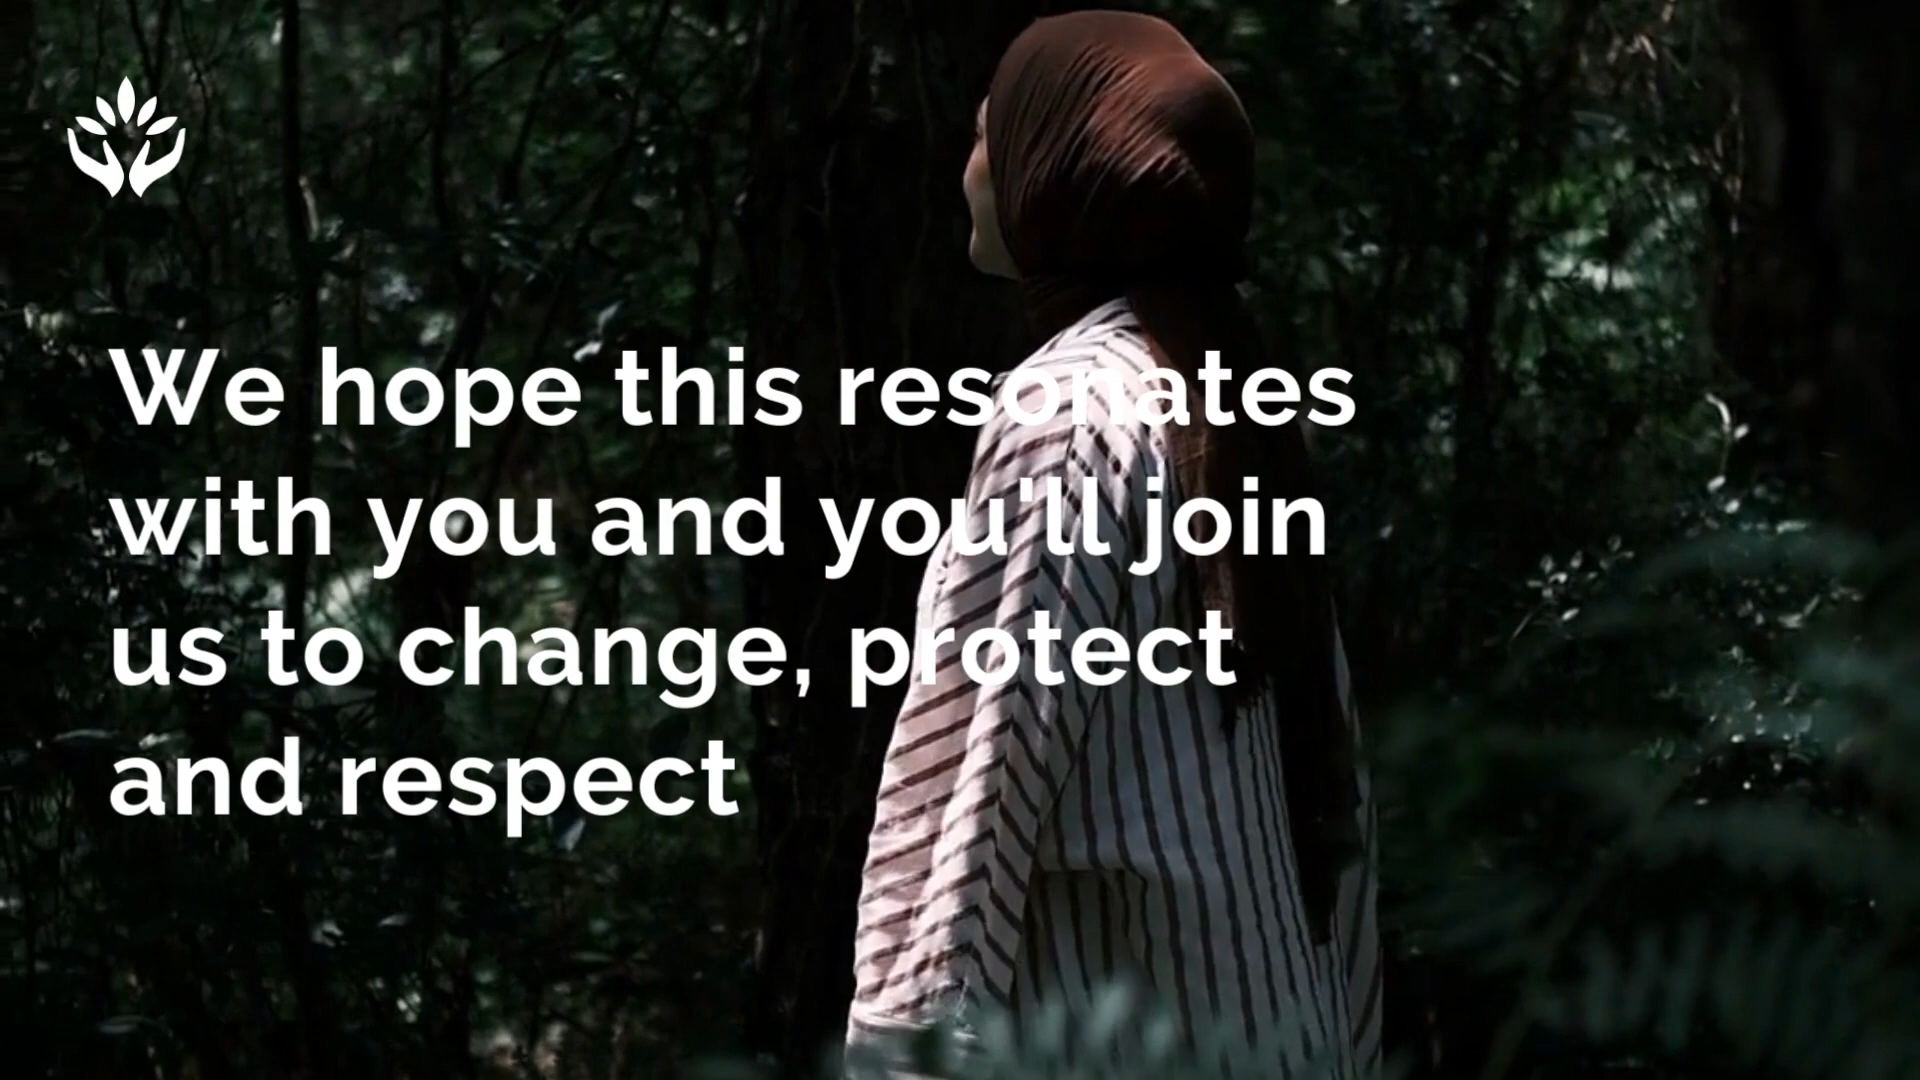 We hope this resonates
with you and you'll join
us to change, protect
and respect